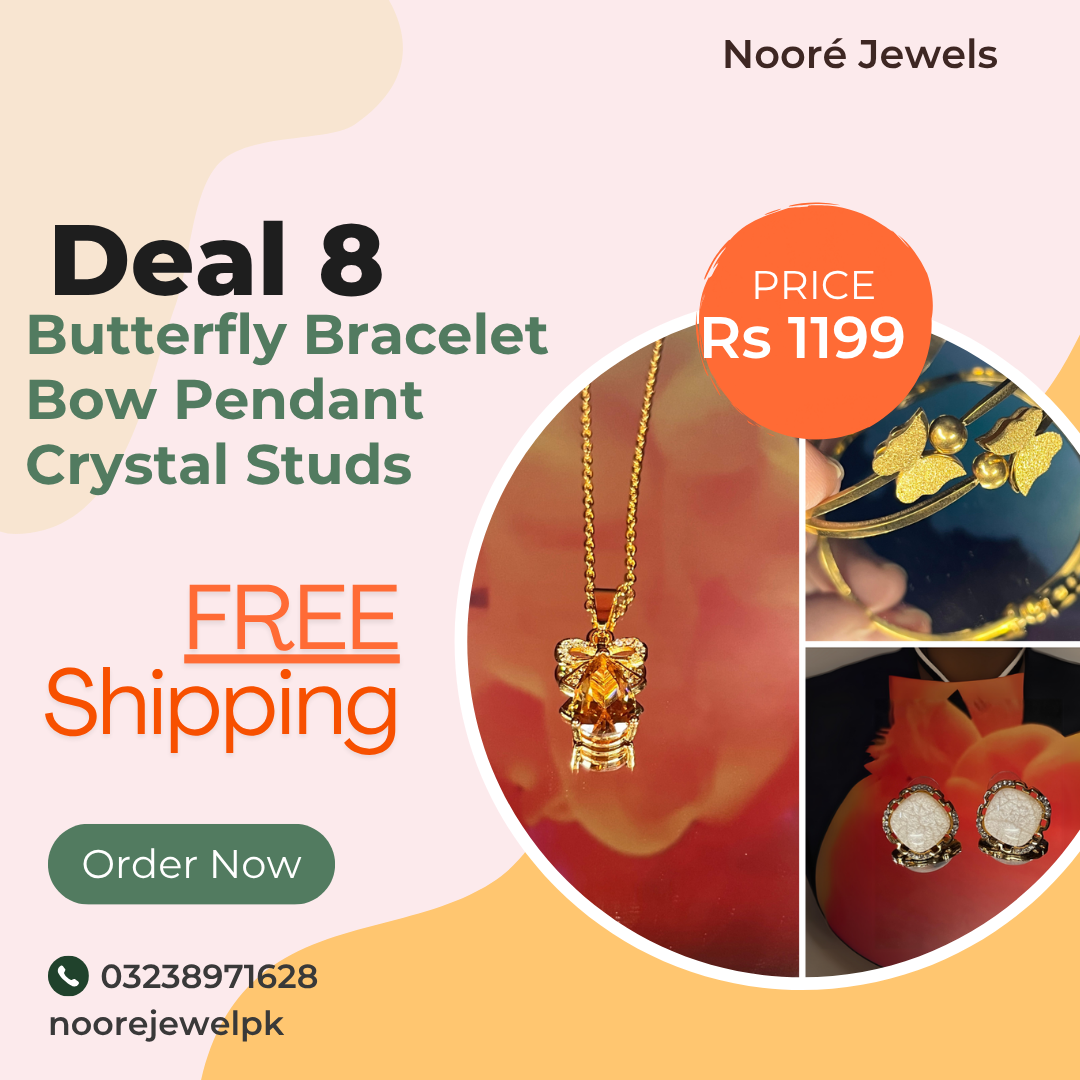 Nooré Jewels
Deal 8
Butterfly Bracelet
Bow Pendant
Crystal Studs
PRICE
Rs 1199
FREE
Shipping
Order Now
03238971628
noorejewelpk